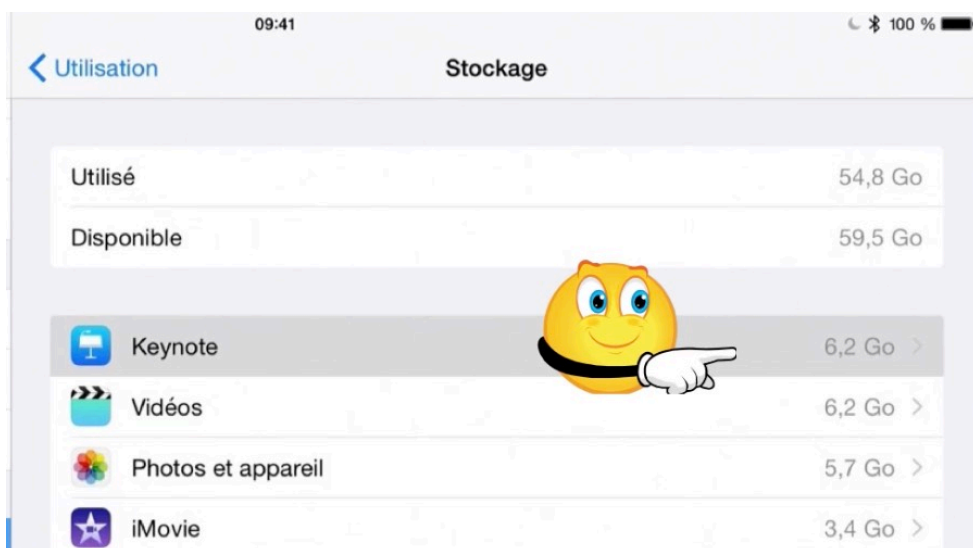 09:41 100 %
Utilisation Stockage
Utilisé 54,8 Go
Disponible 59,5 Go
Keynote 6,2 Go
Vidéos 6,2 Go
Photos et appareil 5,7 Go
iMovie 3,4 Go